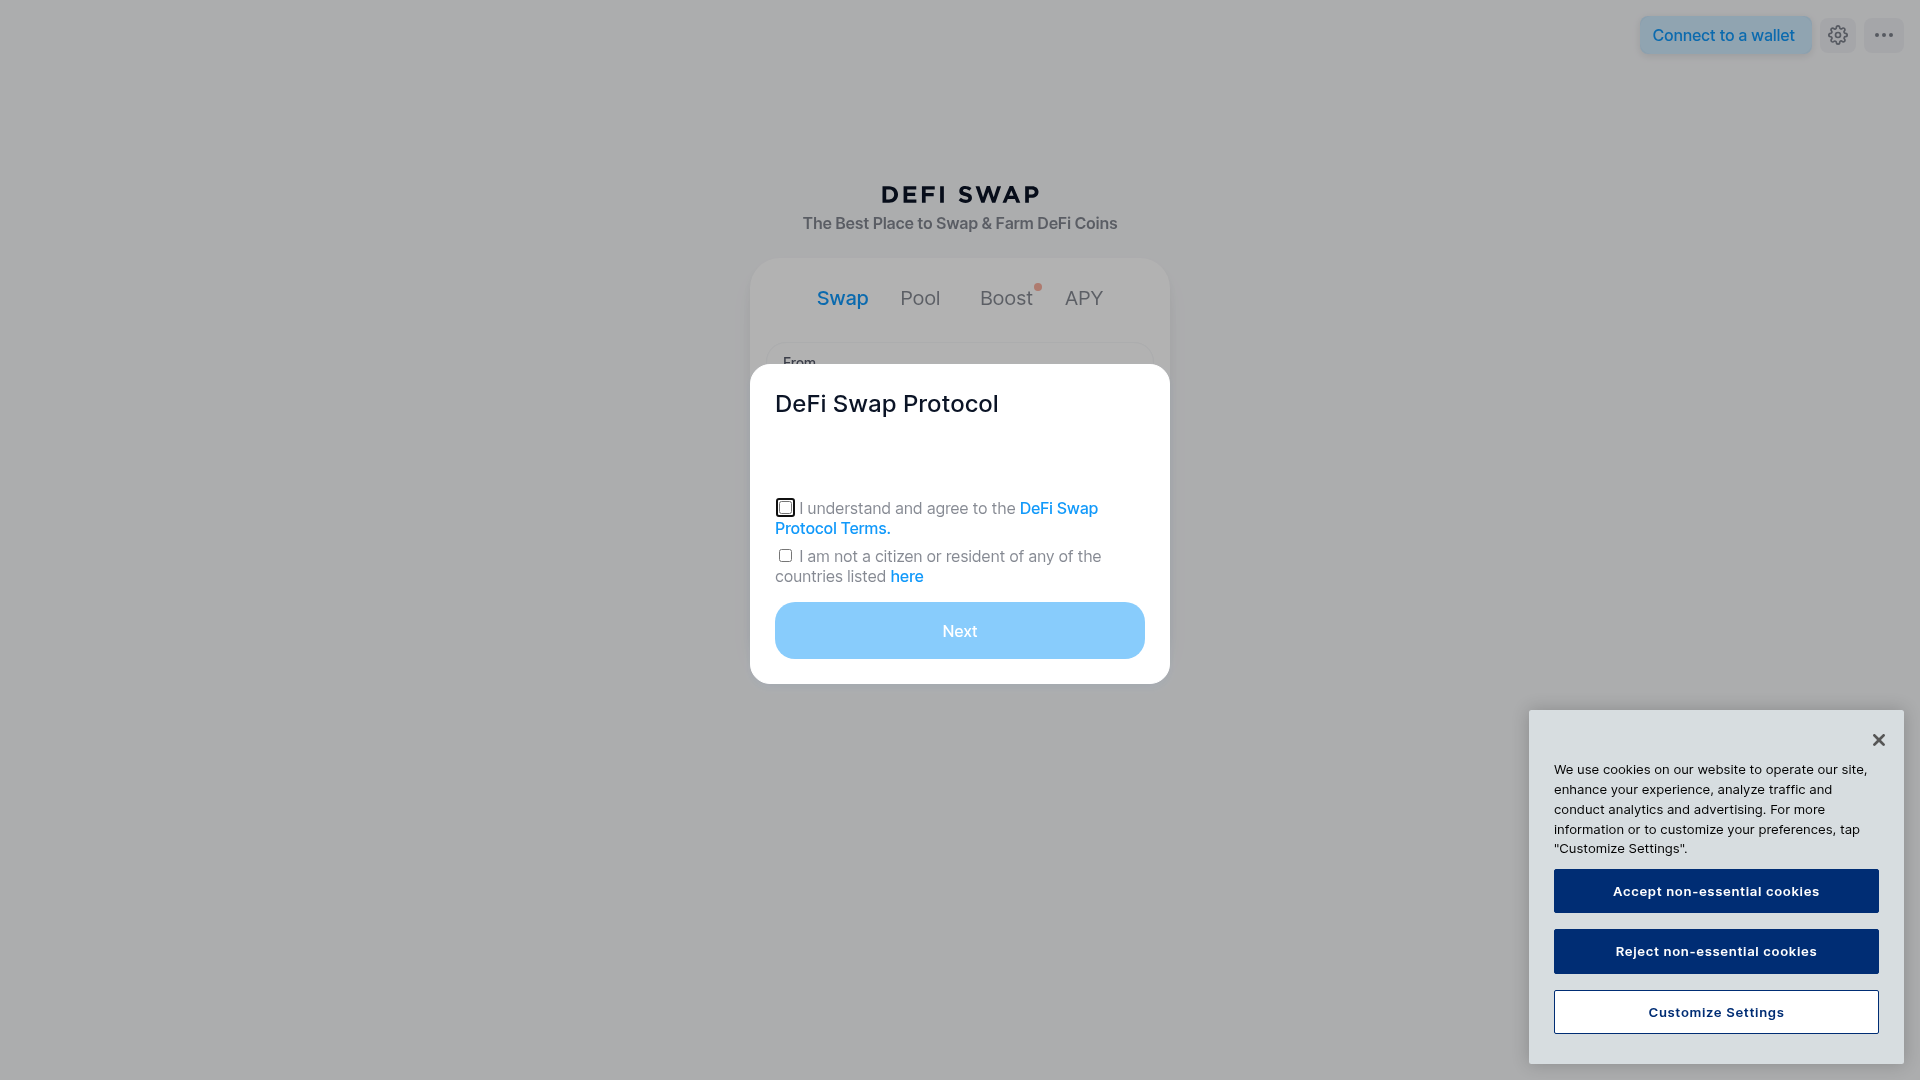 Connect to a wallet
DEFI SWAP
The Best Place to Swap & Farm DeFi Coins
Swap Pool Boost APY
From
DeFi Swap Protocol
I understand and agree to the DeFi Swap
Protocol Terms.
I am not a citizen or resident of any of the
countries listed here
Next
We use cookies on our website to operate our site,
enhance your experience, analyze traffic and
conduct analytics and advertising. For more
information or to customize your preferences, tap
"Customize Settings".
Accept non-essential cookies
Reject non-essential cookies
Customize Settings